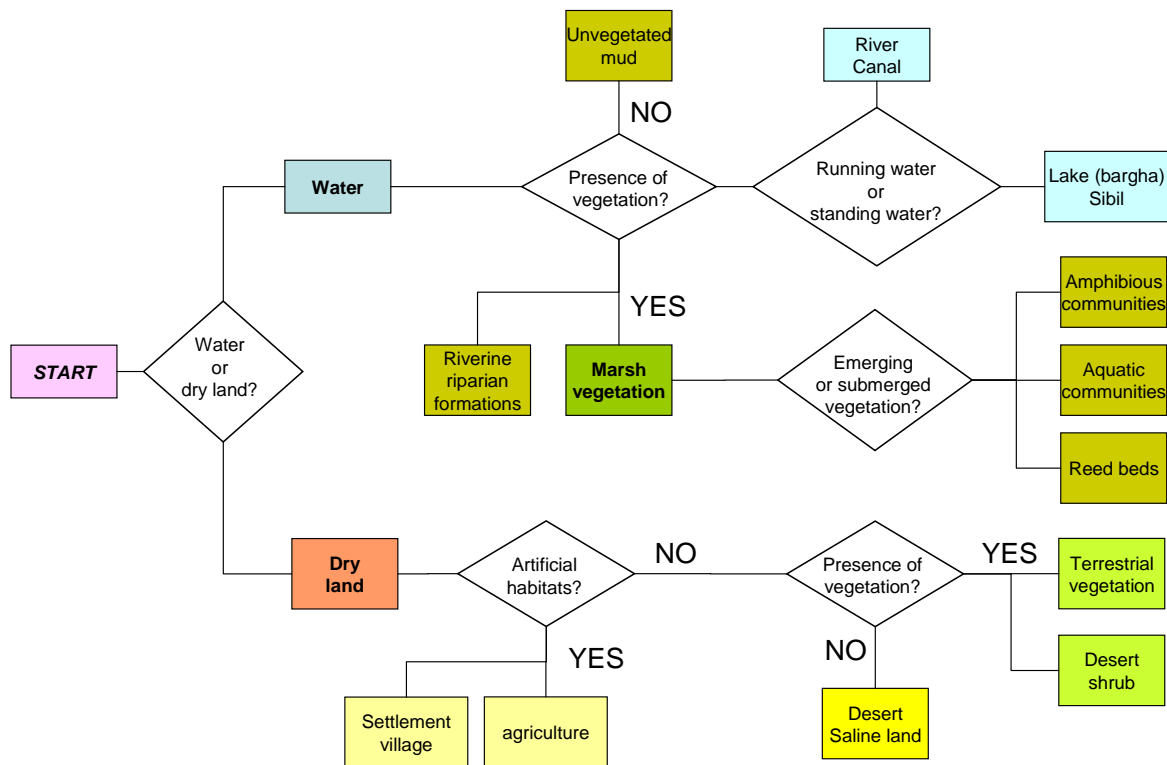 Unvegetated
mud
River
Canal
NO
Water
Presence of
vegetation?
Running water
or
standing water?
Lake (bargha)
Sibil
YES
Amphibious
communities
START
Water
or
dry land?
Riverine
riparian
formations
Marsh
vegetation
Emerging
or submerged
vegetation?
Aquatic
communities
Reed beds
Dry
land
Artificial
habitats?
NO
Presence of
vegetation?
YES
Terrestrial
vegetation
YES
NO
Desert
shrub
Settlement
village
agriculture
Desert
Saline land